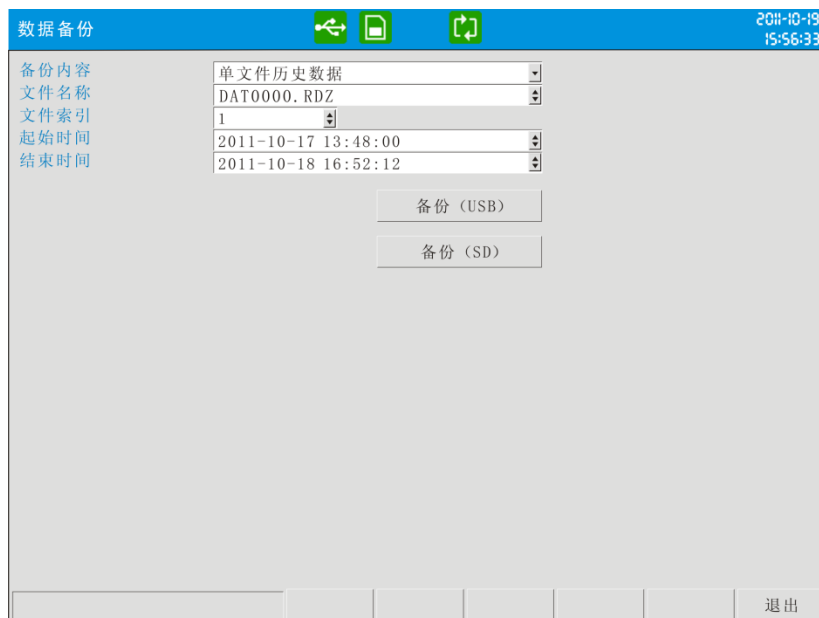 数据备份
2011-10-19
15:56:33
备份内容 单文件历史数据
文件名称 DAT0000.RDZ
文件索引 1
起始时间 2011-10-17 13:48:00
结束时间 2011-10-18 16:52:12
备份（USB）
备份（SD）
退出